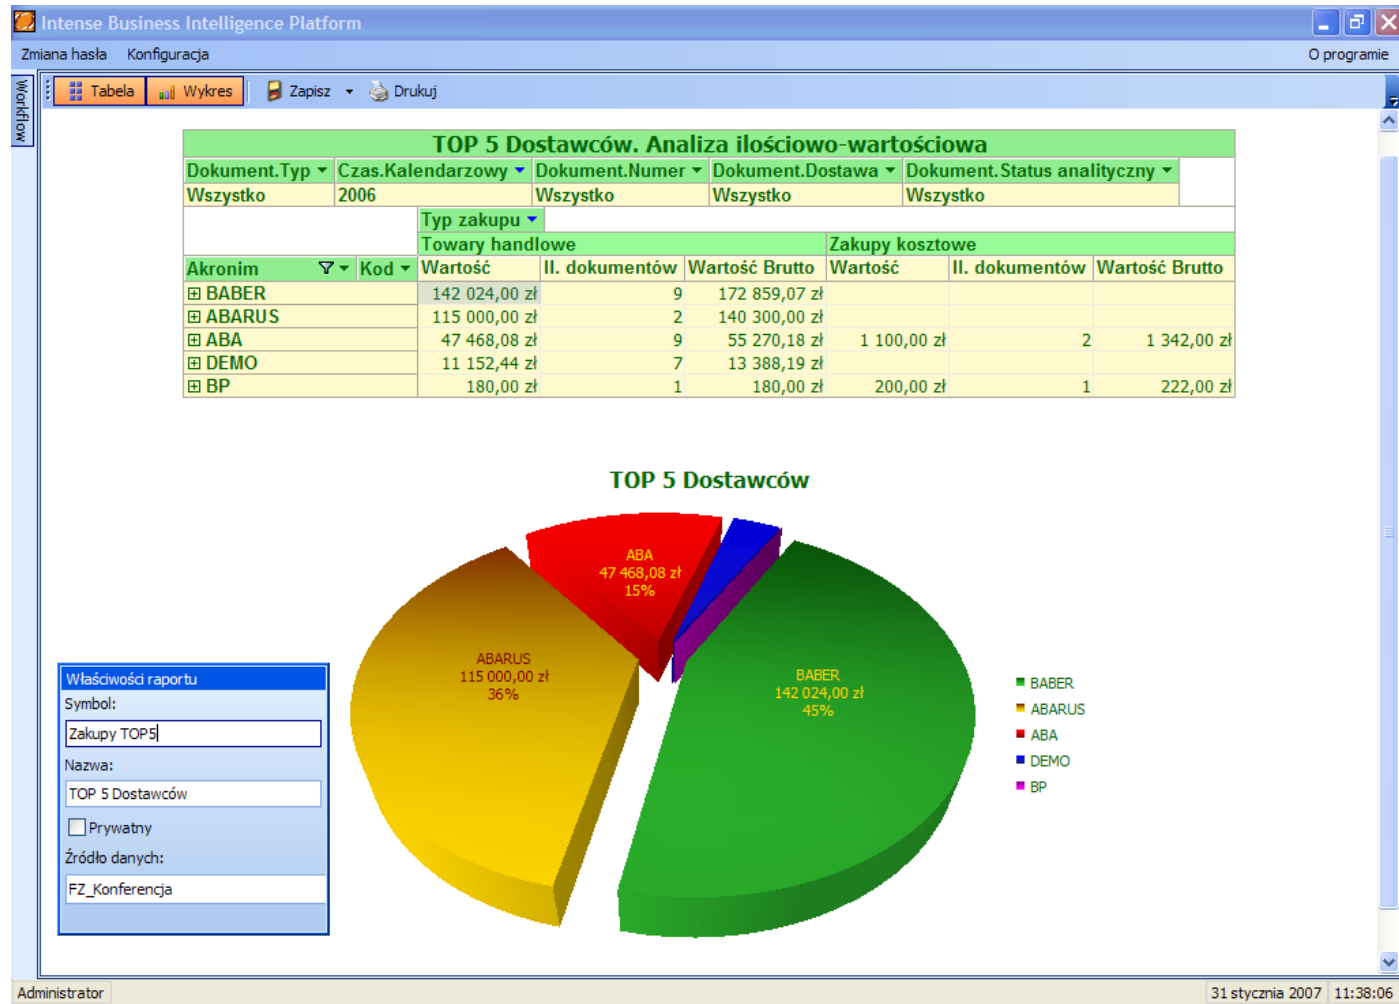 Intense Business Intelligence Platform
Zmiana hasła Konfiguracja O programie
Workflow
Tabela Wykres Zapisz Drukuj
TOP 5 Dostawców. Analiza ilościowo-wartościowa
Dokument.Typ Czas.Kalendarzowy Dokument.Numer Dokument.Dostawa Dokument.Status analityczny
Wszystko 2006 Wszystko Wszystko Wszystko
Typ zakupu
Towary handlowe Zakupy kosztowe
Akronim Kod Wartość Il. dokumentów Wartość Brutto Wartość Il. dokumentów Wartość Brutto
BABER 142 024,00 zł 9 172 859,07 zł
ABARUS 115 000,00 zł 2 140 300,00 zł
ABA 47 468,08 zł 9 55 270,18 zł 1 100,00 zł 2 1 342,00 zł
DEMO 11 152,44 zł 7 13 388,19 zł
BP 180,00 zł 1 180,00 zł 200,00 zł 1 222,00 zł
TOP 5 Dostawców
ABA
47 468,08 zł
15%
ABARUS
115 000,00 zł
36%
BABER
142 024,00 zł
45%
BABER
ABARUS
ABA
DEMO
BP
Właściwości raportu
Symbol:
Zakupy TOP5
Nazwa:
TOP 5 Dostawców
Prywatny
Źródło danych:
FZ_Konferencja
Administrator 31 stycznia 2007 11:38:06